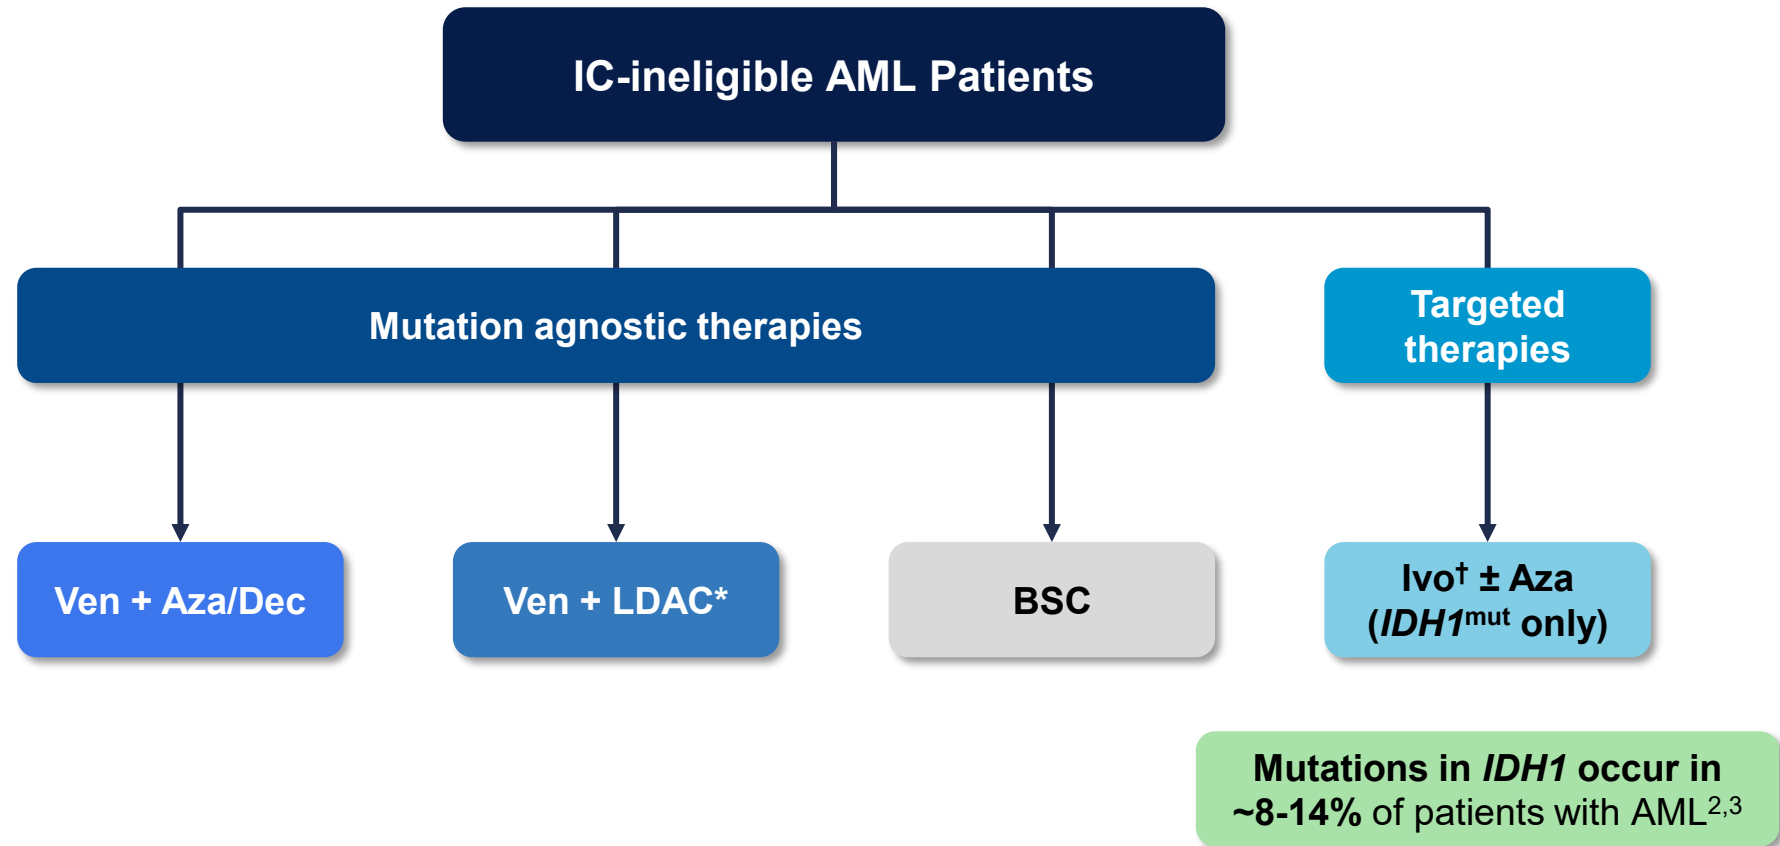 IC-ineligible AML Patients
Mutation agnostic therapies
Targeted
therapies
Ven + Aza/Dec
Ven + LDAC*
BSC
Ivo† ± Aza
(IDH1mut only)
Mutations in IDH1 occur in
~8-14% of patients with AML2,3